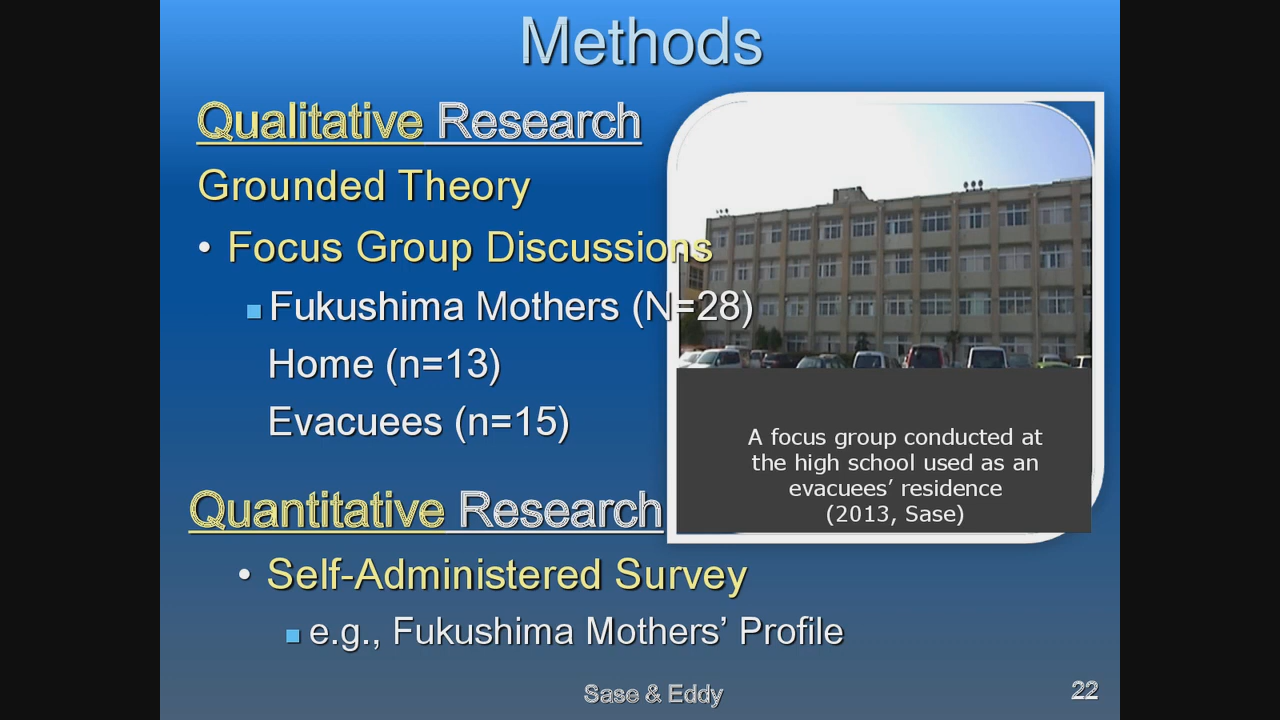 Methods
Qualitative Research
Grounded Theory
• Focus Group Discussions
Fukushima Mothers (N=28)
Home (n=13)
Evacuees (n=15)
A focus group conducted at
the high school used as an
evacuees’ residence
(2013, Sase)
Quantitative Research
• Self-Administered Survey
e.g., Fukushima Mothers’ Profile
Sase & Eddy
22